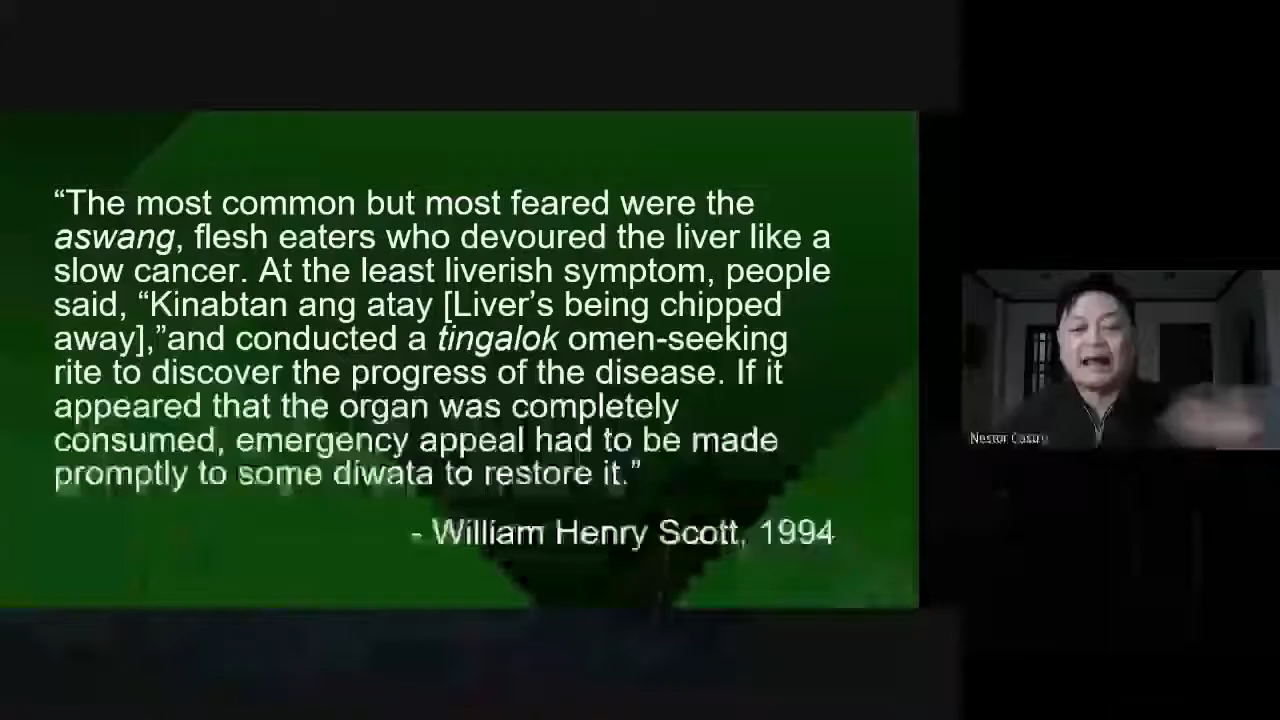 “The most common but most feared were the
aswang, flesh eaters who devoured the liver like a
slow cancer. At the least liverish symptom, people
said, “Kinabtan ang atay [Liver’s being chipped
away],”and conducted a tingalok omen-seeking
rite to discover the progress of the disease. If it
appeared that the organ was completely
consumed, emergency appeal had to be made
promptly to some diwata to restore it.”
- William Henry Scott, 1994
Nestor Castro